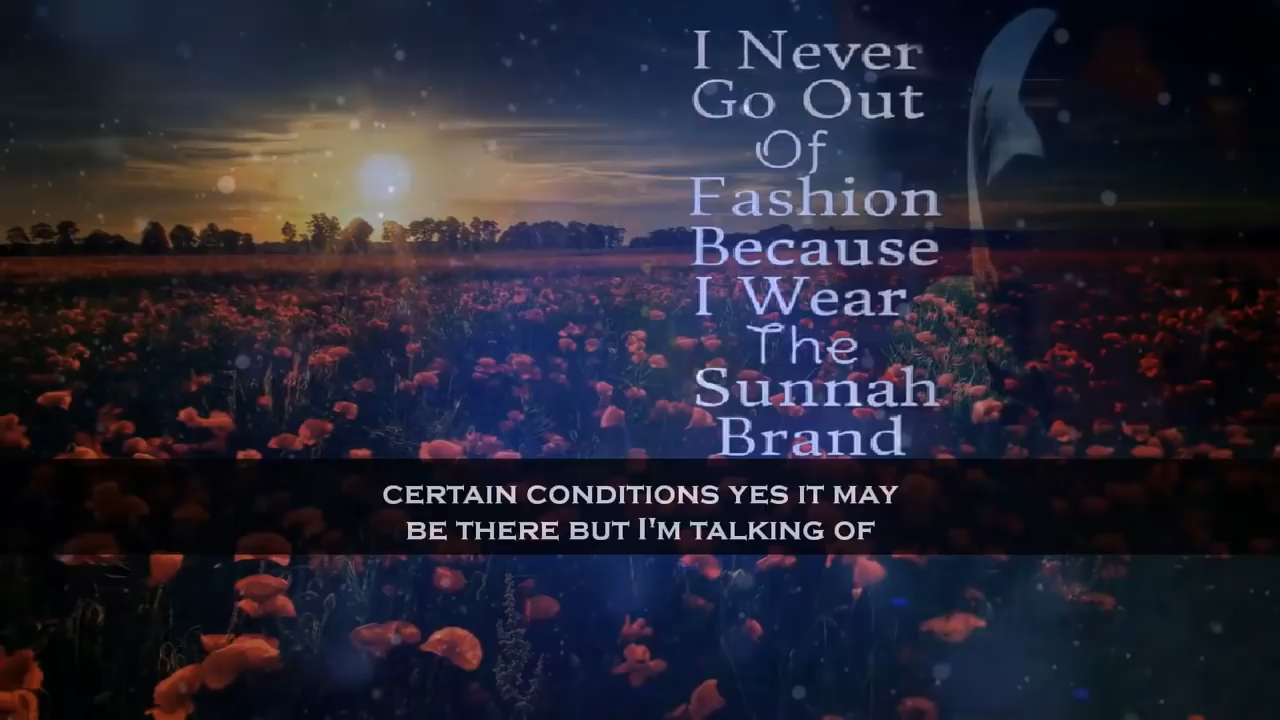 I Never
Go Out
Of
Fashion
Because
I Wear
The
Sunnah
Brand
CERTAIN CONDITIONS YES IT MAY
BE THERE BUT I'M TALKING OF